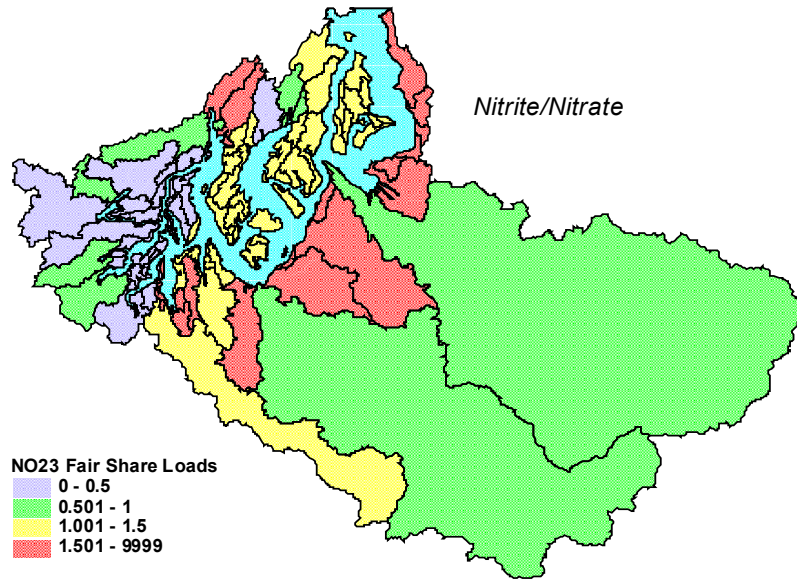 Nitrite/Nitrate
NO23 Fair Share Loads
0 - 0.5
0.501 - 1
1.001 - 1.5
1.501 - 9999